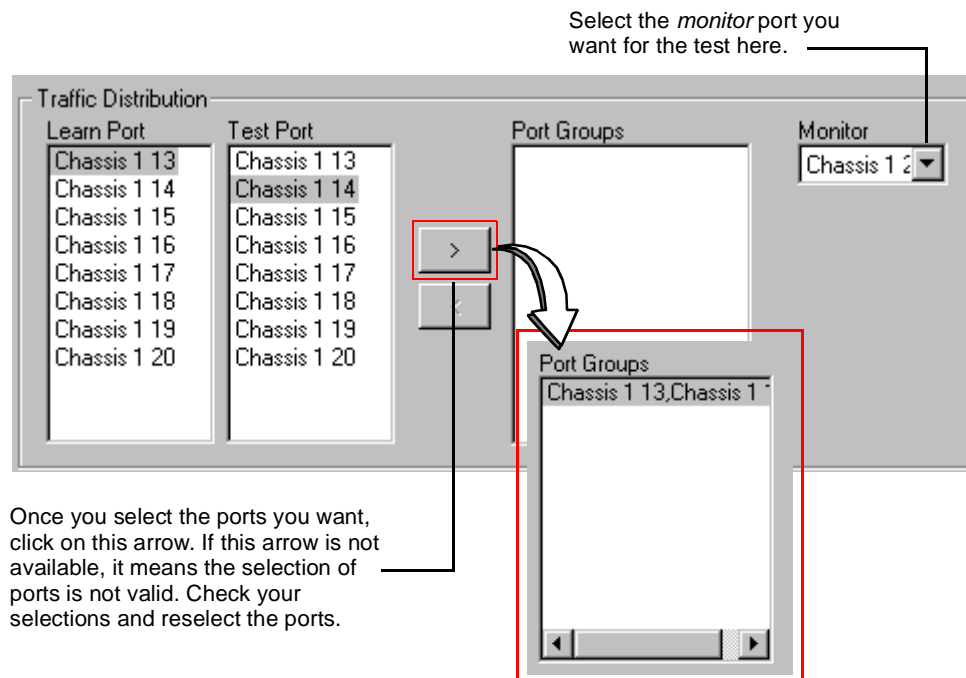 Select the monitor port you
want for the test here.
Traffic Distribution
Learn Port
Test Port
Port Groups
Monitor
Chassis 1 13
Chassis 1 14
Chassis 1 15
Chassis 1 16
Chassis 1 17
Chassis 1 18
Chassis 1 19
Chassis 1 20
Chassis 1 13
Chassis 1 14
Chassis 1 15
Chassis 1 16
Chassis 1 17
Chassis 1 18
Chassis 1 19
Chassis 1 20
>
<
Chassis 1 2
Port Groups
Chassis 1 13,Chassis 1 1
Once you select the ports you want,
click on this arrow. If this arrow is not
available, it means the selection of
ports is not valid. Check your
selections and reselect the ports.